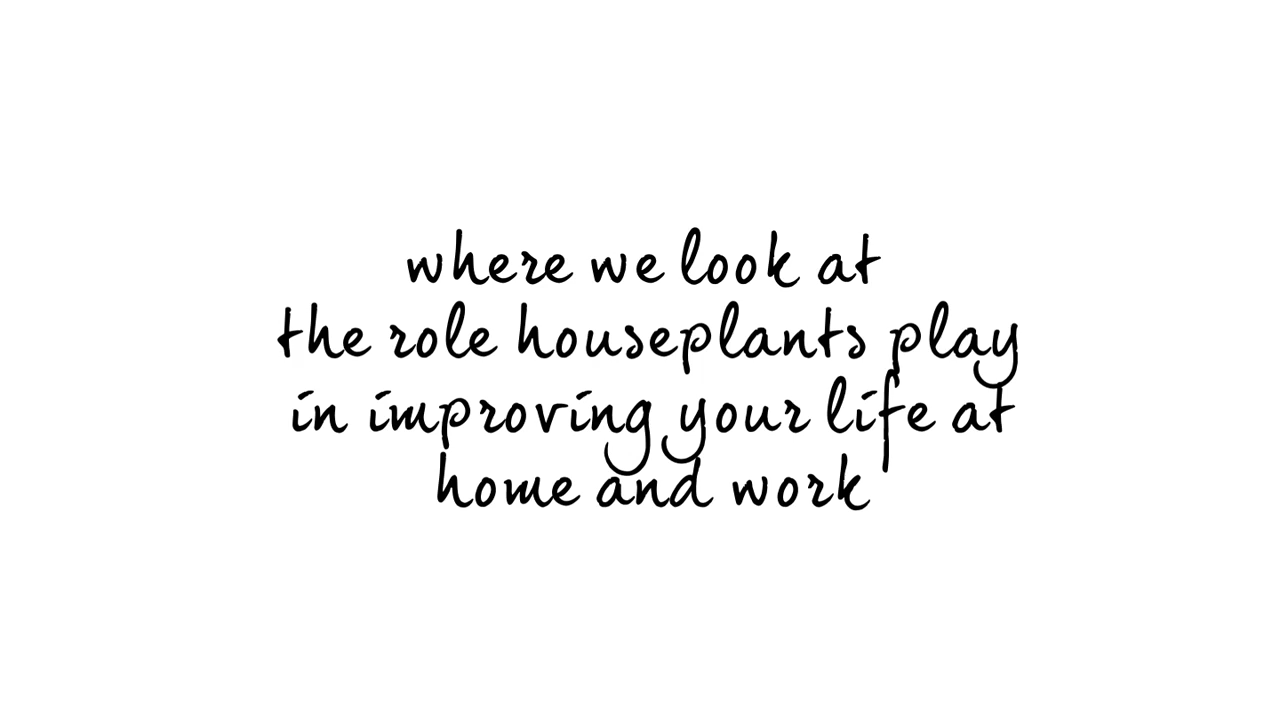 where we look at
the role houseplants play
in improving your life at
home and work